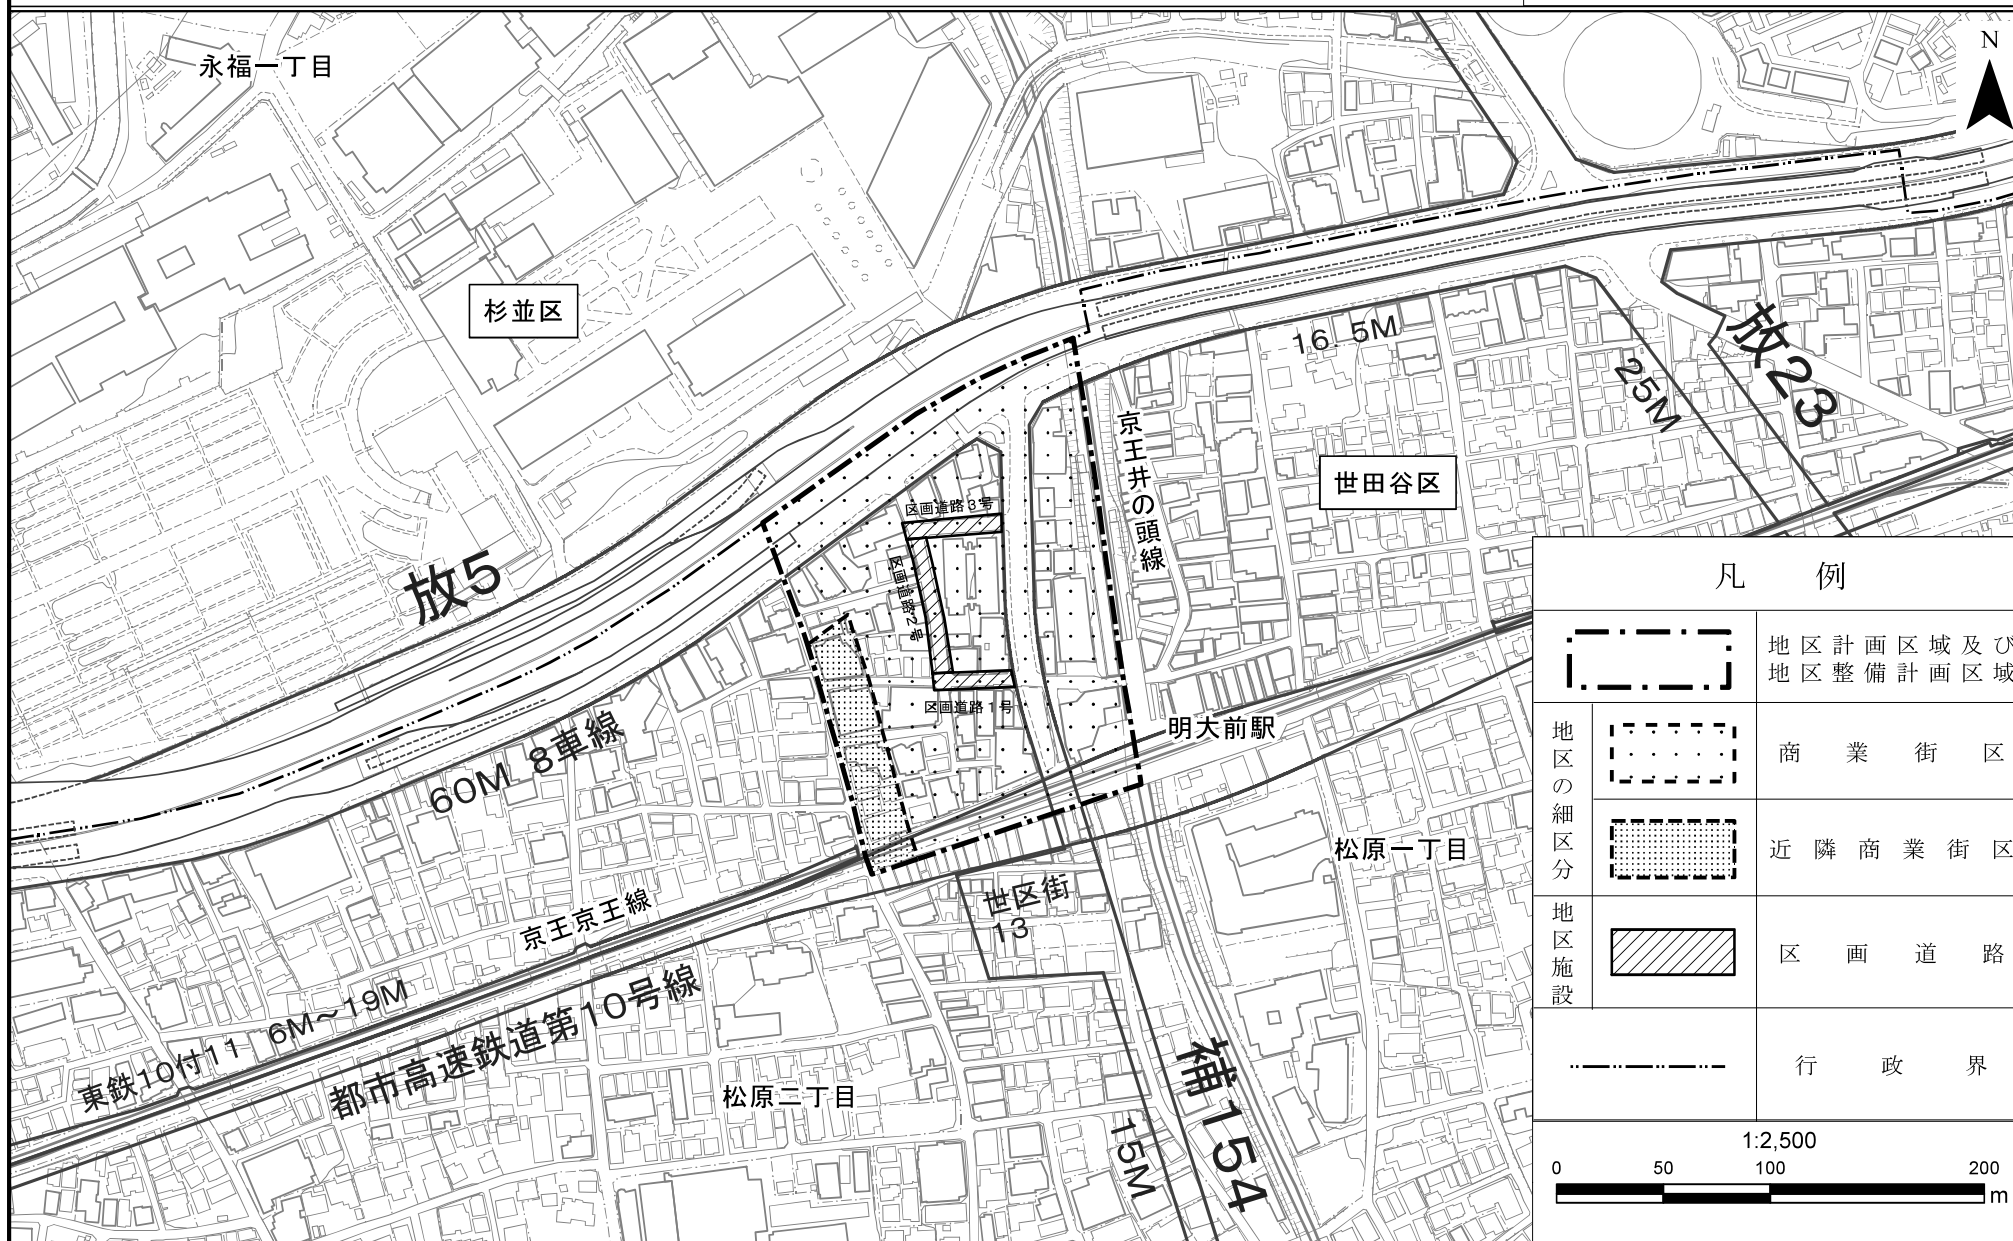 永福一丁目
N
杉並区
16.5M
放23
25M
京王井の頭線
世田谷区
区画道路3号
区画道路2号
区画道路1号
放5
60M 8車線
明大前駅
松原一丁目
世区街
13
京王京王線
東鉄10付11 6M～19M
都市高速鉄道第10号線
松原二丁目
補154
15M
凡例
地区計画区域及び
地区整備計画区域
地区の細区分
商業街区
近隣商業街区
地区施設
区画道路
行政界
1:2,500
0 50 100 200
m